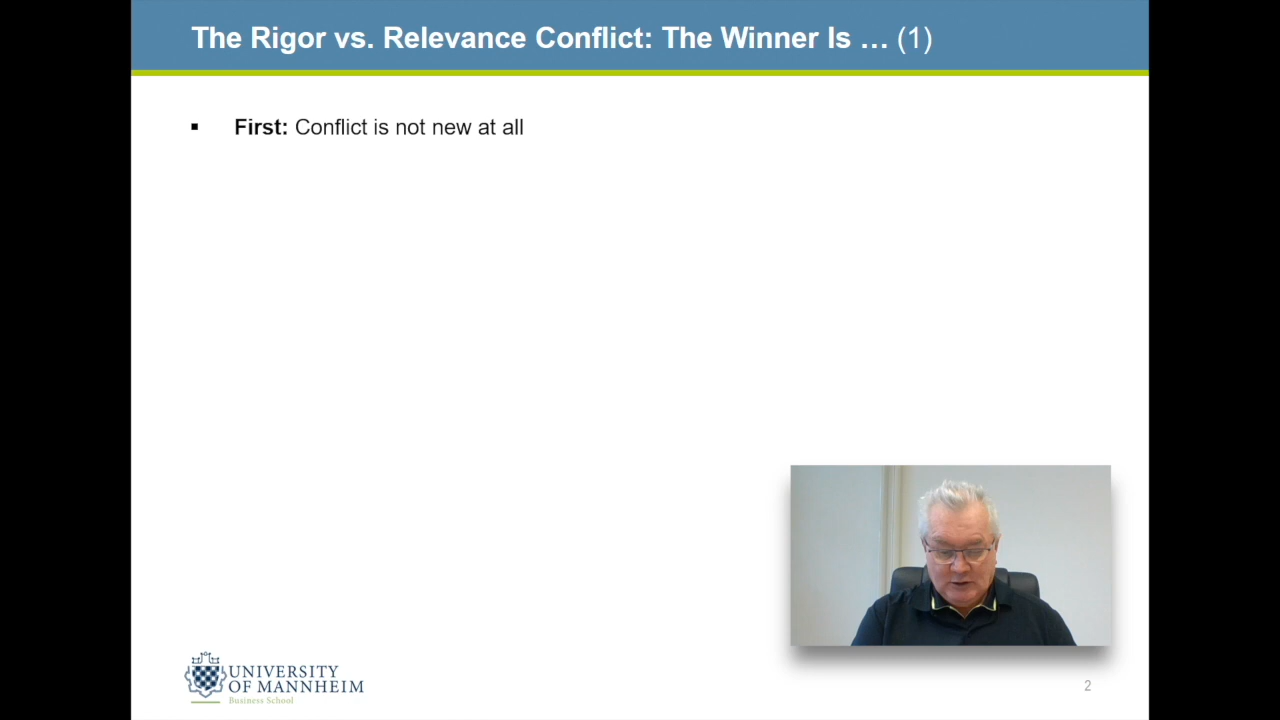 The Rigor vs. Relevance Conflict: The Winner Is … (1)
▪ First: Conflict is not new at all
UNIVERSITY
OF MANNHEIM
Business School
2